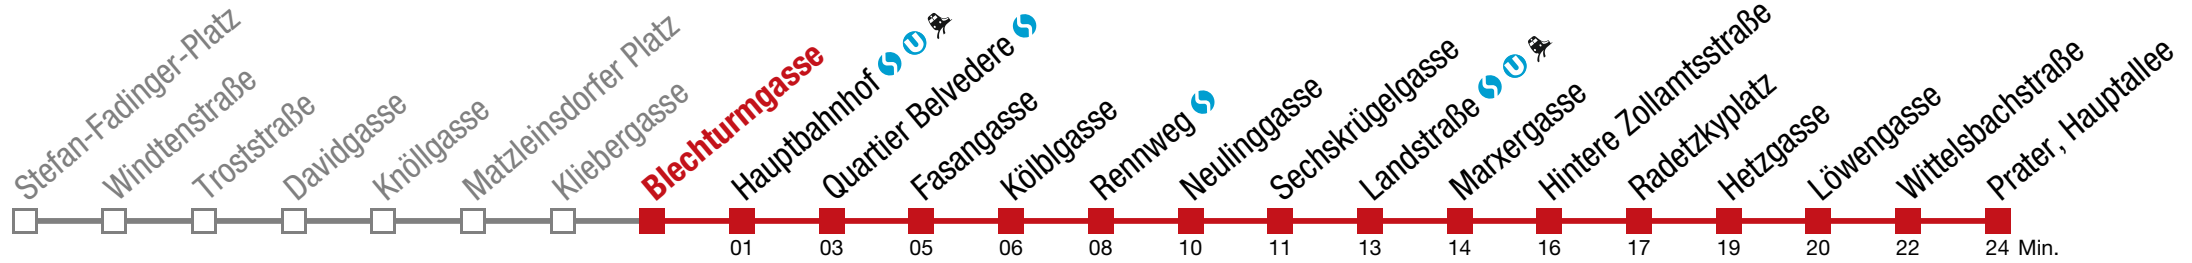 Stefan-Fadinger-Platz
Windtenstraße
Troststraße
Davidgasse
Knöllgasse
Matzleinsdorfer Platz
Kliebergasse
Blechturmgasse
Hauptbahnhof S U
Quartier Belvedere S
Fasangasse
Kölblgasse
Rennweg S
Neulinggasse
Sechskrügelgasse
Landstraße S U
Marxergasse
Hintere Zollamtsstraße
Radetzkyplatz
Hetzgasse
Löwengasse
Wittelsbachstraße
Prater, Hauptallee
01 03 05 06 08 10 11 13 14 16 17 19 20 22 24 Min.